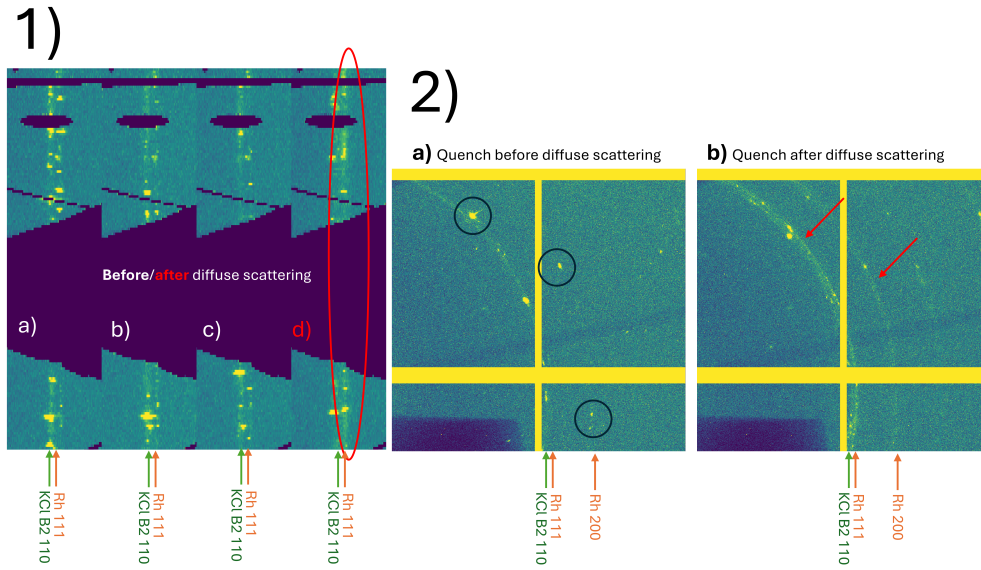 1)
2)
a) Quench before diffuse scattering
b) Quench after diffuse scattering
Before/after diffuse scattering
a)
b)
c)
d)
KCl B2 110
Rh 111
KCl B2 110
Rh 111
KCl B2 110
Rh 111
KCl B2 110
Rh 111
KCl B2 110
Rh 111
Rh 200
KCl B2 110
Rh 111
Rh 200